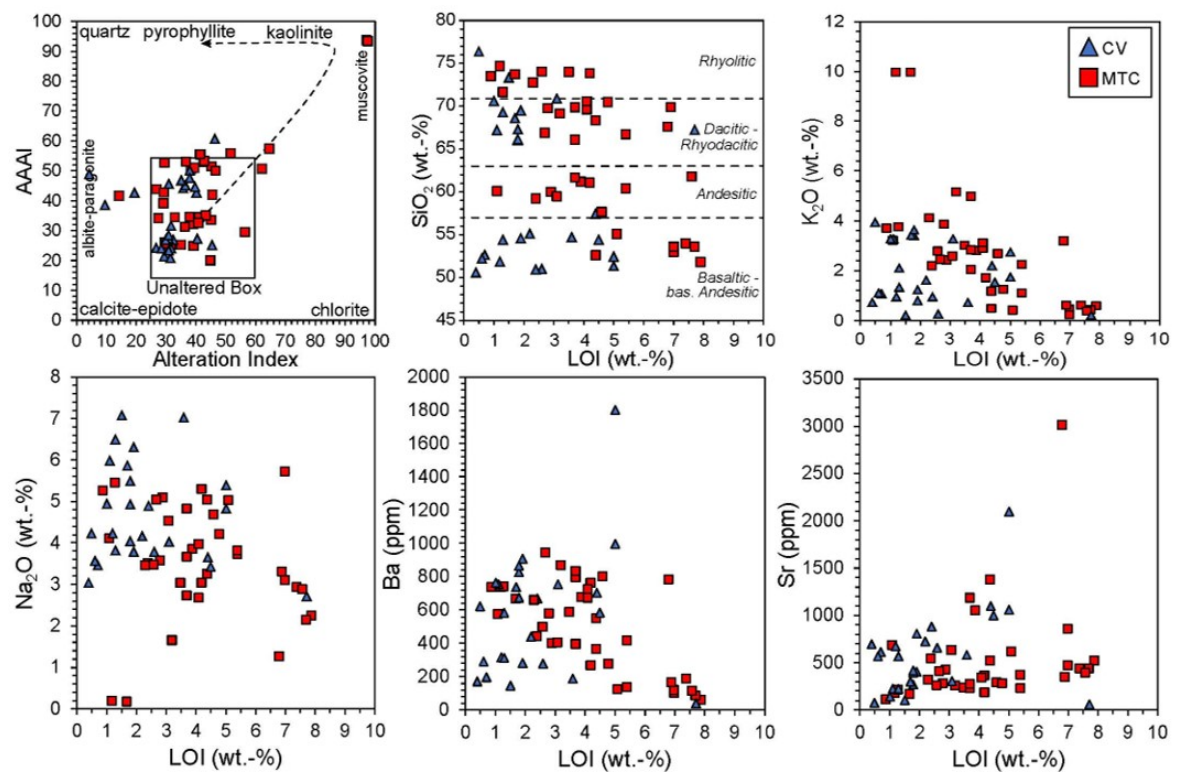 quartz pyrophyllite kaolinite
muscovite
albite-paragonite
Unaltered Box
calcite-epidote chlorite
AAAI
100
90
80
70
60
50
40
30
20
10
0
0 10 20 30 40 50 60 70 80 90 100
Alteration Index
SiO₂ (wt.-%)
80
75
70
65
60
55
50
45
Rhyolitic
Dacitic -
Rhyodacitic
Andesitic
Basaltic -
bas. Andesitic
0 1 2 3 4 5 6 7 8 9 10
LOI (wt.-%)
K₂O (wt.-%)
12
10
8
6
4
2
0
CV
MTC
0 1 2 3 4 5 6 7 8 9 10
LOI (wt.-%)
Na₂O (wt.-%)
8
7
6
5
4
3
2
1
0
0 1 2 3 4 5 6 7 8 9 10
LOI (wt.-%)
Ba (ppm)
2000
1800
1600
1400
1200
1000
800
600
400
200
0
0 1 2 3 4 5 6 7 8 9 10
LOI (wt.-%)
Sr (ppm)
3500
3000
2500
2000
1500
1000
500
0
0 1 2 3 4 5 6 7 8 9 10
LOI (wt.-%)